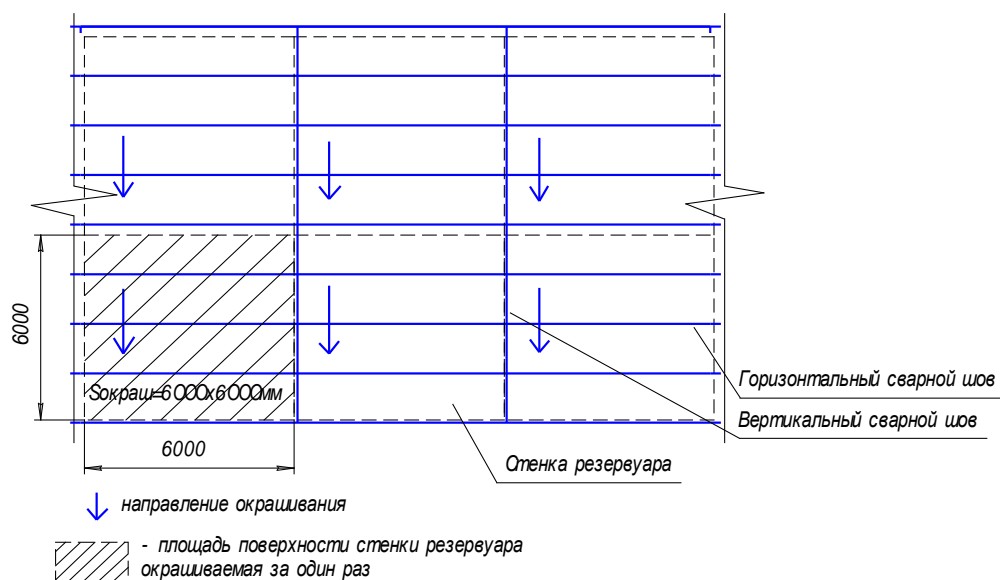 6000
Sокраш=6000х6000мм
Горизонтальный сварной шов
Вертикальный сварной шов
6000
Стенка резервуара
направление окрашивания
- площадь поверхности стенки резервуара
окрашиваемая за один раз